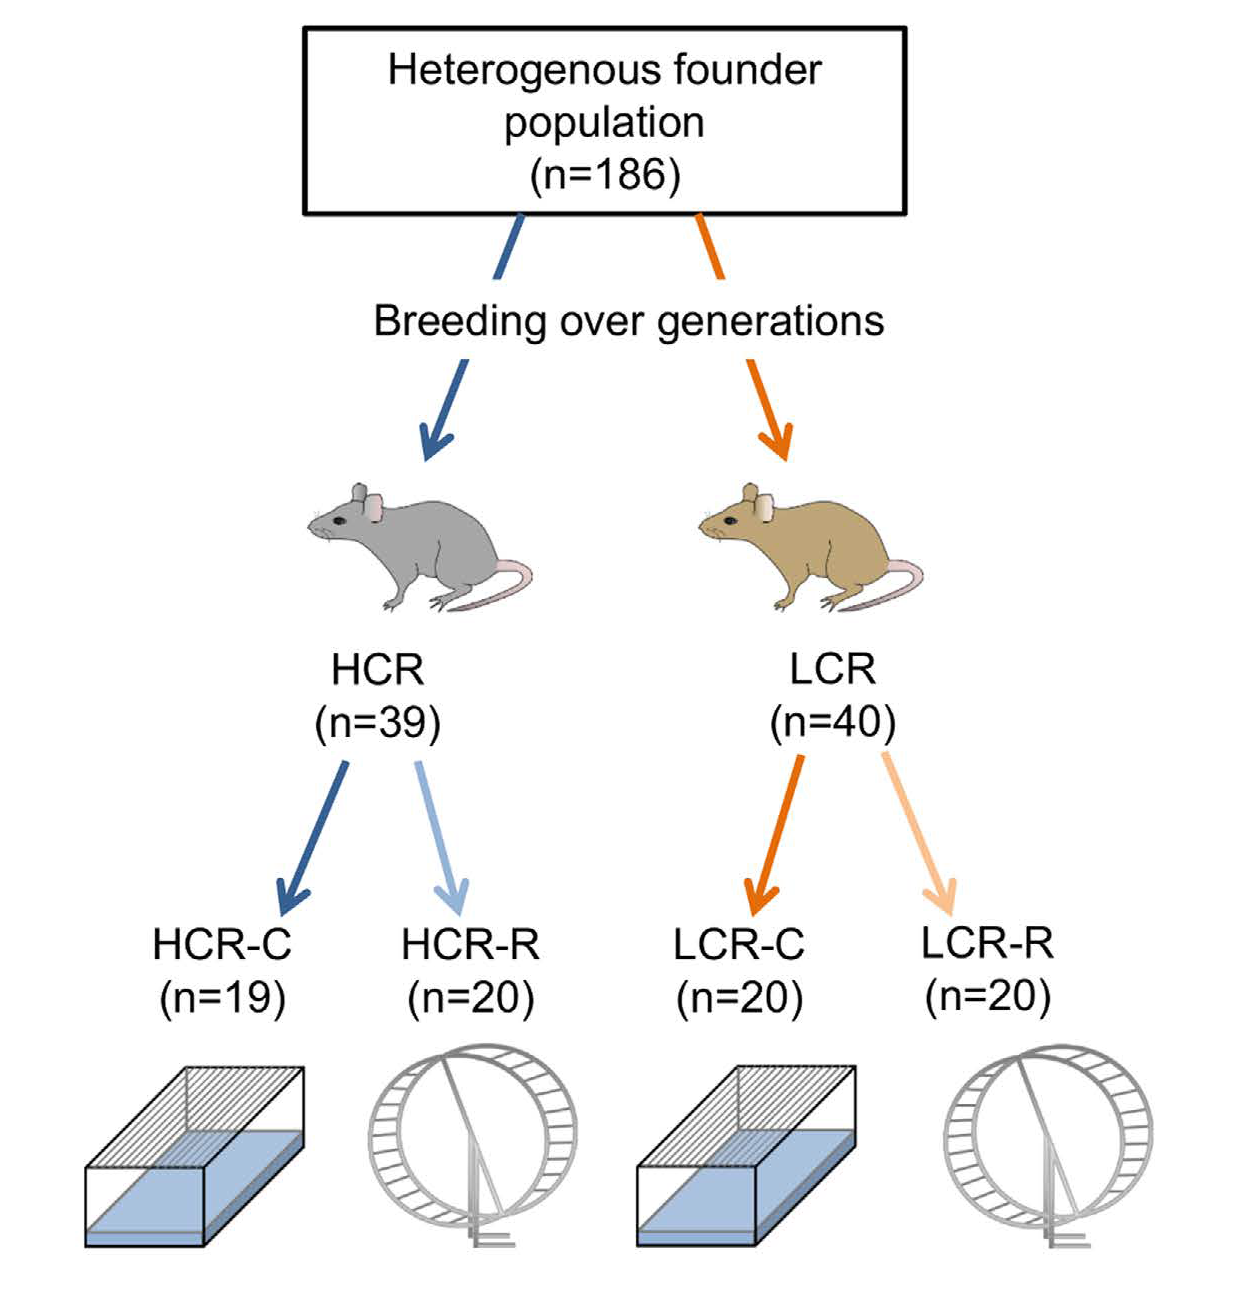 Heterogenous founder
population
(n=186)
Breeding over generations
HCR
(n=39)
LCR
(n=40)
HCR-C
(n=19)
HCR-R
(n=20)
LCR-C
(n=20)
LCR-R
(n=20)